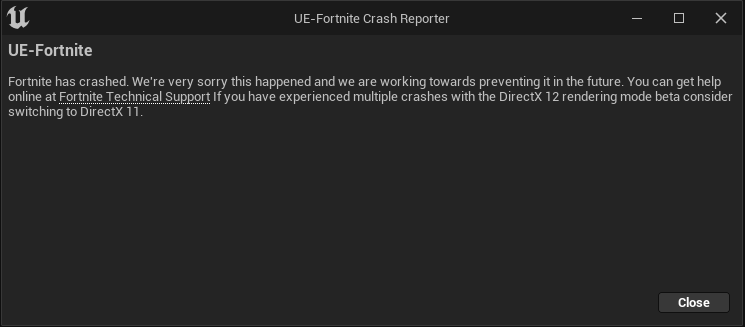 UE-Fortnite Crash Reporter
UE-Fortnite
Fortnite has crashed. We're very sorry this happened and we are working towards preventing it in the future. You can get help
online at Fortnite Technical Support If you have experienced multiple crashes with the DirectX 12 rendering mode beta consider
switching to DirectX 11.
Close